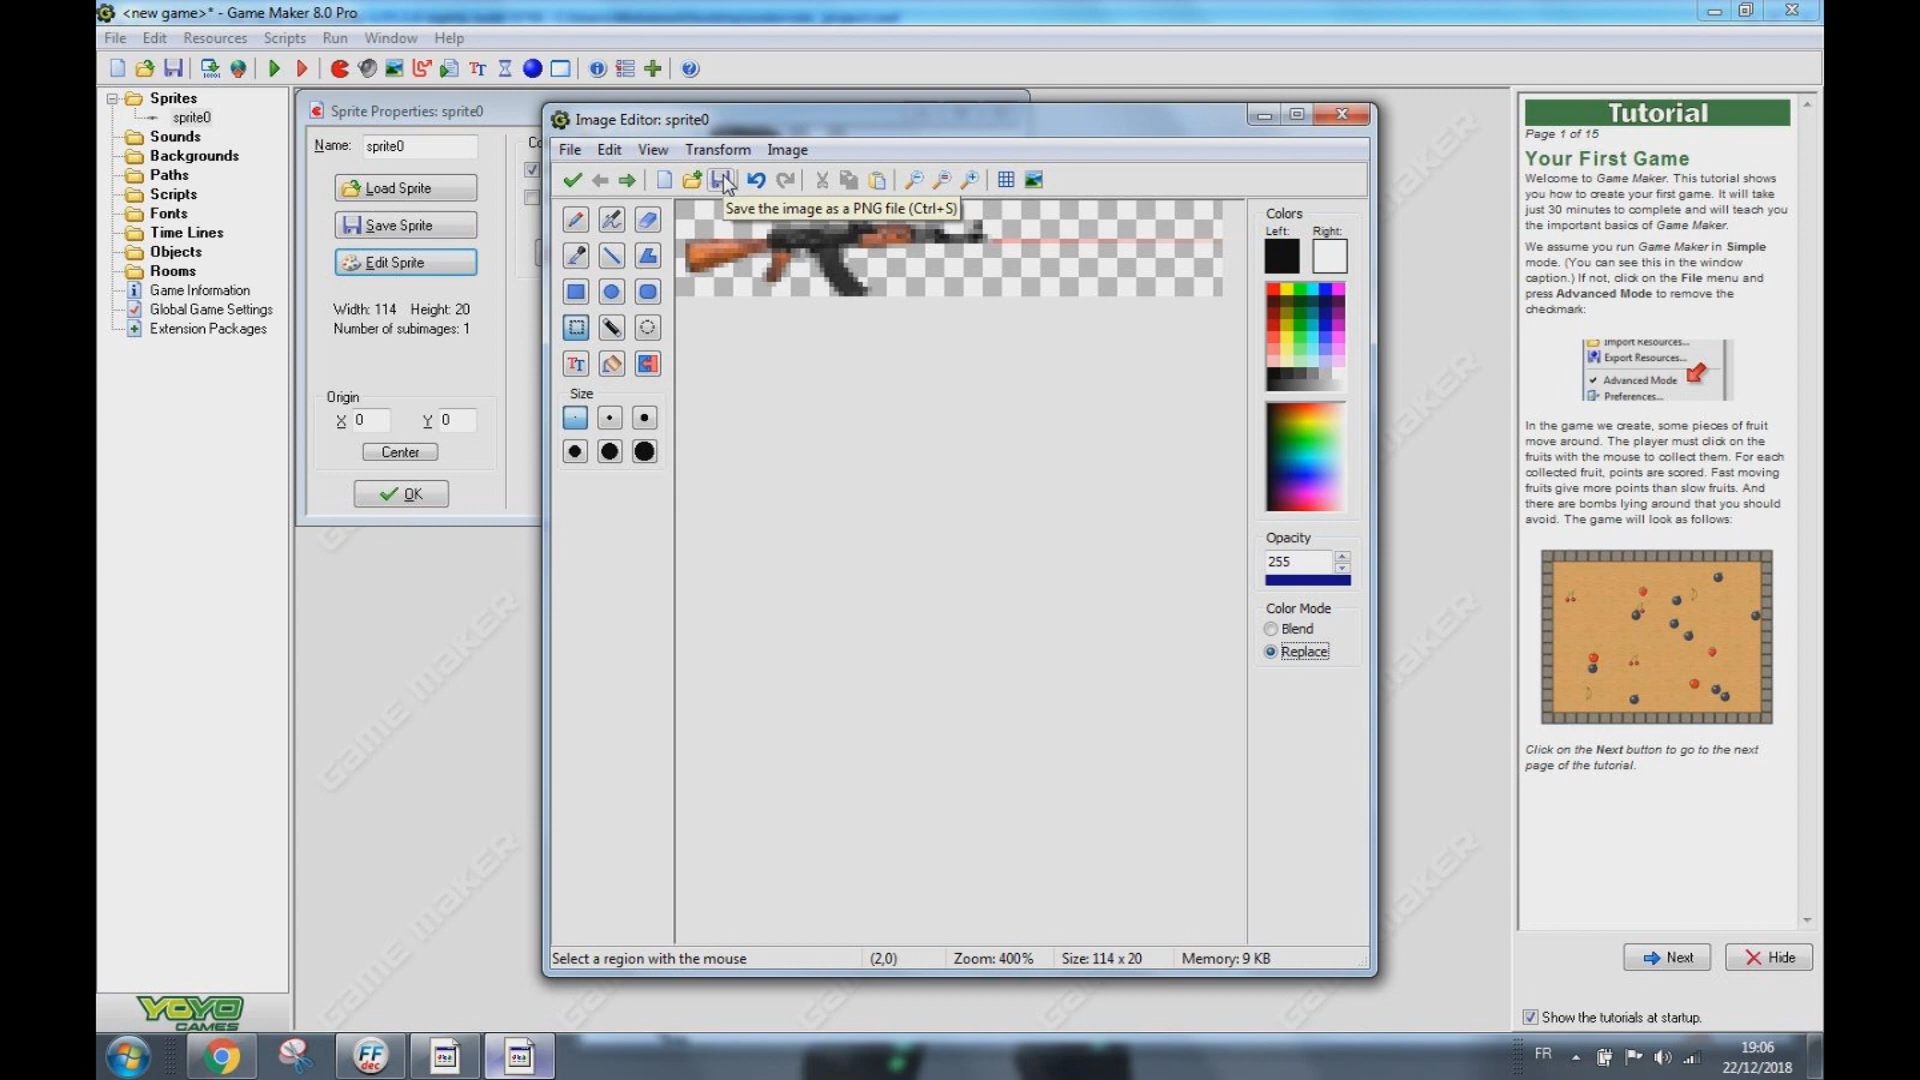 <new game>* - Game Maker 8.0 Pro
File Edit Resources Scripts Run Window Help
Sprites
sprite0
Sounds
Backgrounds
Paths
Scripts
Fonts
Time Lines
Objects
Rooms
Game Information
Global Game Settings
Extension Packages
YOYO
GAMES
Sprite Properties: sprite0
Name: sprite0
Load Sprite
Save Sprite
Edit Sprite
Width: 114 Height: 20
Number of subimages: 1
Origin
X 0 Y 0
Center
OK
Image Editor: sprite0
File Edit View Transform Image
Save the image as a PNG file (Ctrl+S)
Size
Colors
Left: Right:
Opacity
255
Color Mode
Blend
Replace
Select a region with the mouse (2,0) Zoom: 400% Size: 114 x 20 Memory: 9 KB
Tutorial
Page 1 of 15
Your First Game
Welcome to Game Maker. This tutorial shows
you how to create your first game. It will take
just 30 minutes to complete and will teach you
the important basics of Game Maker.
We assume you run Game Maker in Simple
mode. (You can see this in the window
caption.) If not, click on the File menu and
press Advanced Mode to remove the
checkmark:
Import Resources...
Export Resources...
Advanced Mode
Preferences...
In the game we create, some pieces of fruit
move around. The player must click on the
fruits with the mouse to collect them. For each
collected fruit, points are scored. Fast moving
fruits give more points than slow fruits. And
there are bombs lying around that you should
avoid. The game will look as follows:
Click on the Next button to go to the next
page of the tutorial.
Next Hide
Show the tutorials at startup.
GAME MAKER
GAME MAKER
FF
dec
FR
19:06
22/12/2018